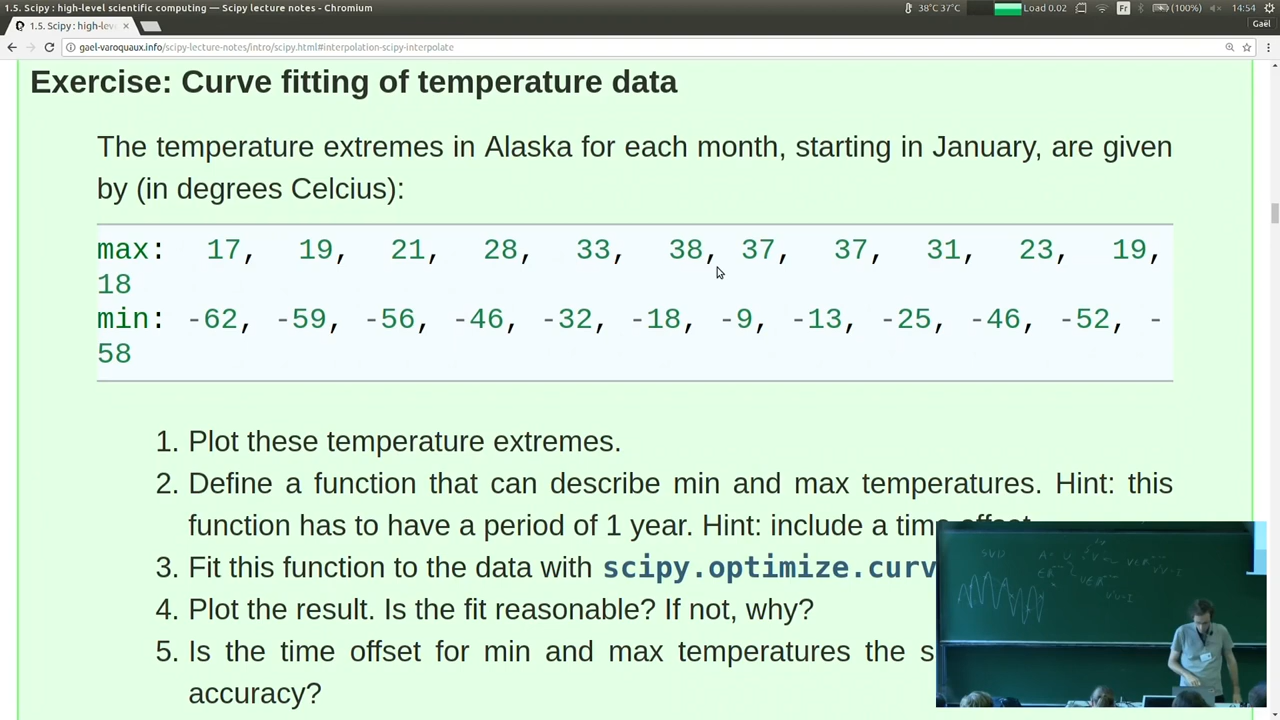 1.5. Scipy : high-level scientific computing — Scipy lecture notes - Chromium
38°C 37°C Load 0.02 Fr (100%) 14:54
1.5. Scipy : high-lev Gaël
gael-varoquaux.info/scipy-lecture-notes/intro/scipy.html#interpolation-scipy-interpolate
Exercise: Curve fitting of temperature data
The temperature extremes in Alaska for each month, starting in January, are given
by (in degrees Celcius):
max: 17, 19, 21, 28, 33, 38, 37, 37, 31, 23, 19,
18
min: -62, -59, -56, -46, -32, -18, -9, -13, -25, -46, -52, -
58
1. Plot these temperature extremes.
2. Define a function that can describe min and max temperatures. Hint: this
function has to have a period of 1 year. Hint: include a time offset.
3. Fit this function to the data with scipy.optimize.curv
4. Plot the result. Is the fit reasonable? If not, why?
5. Is the time offset for min and max temperatures the s
accuracy?
SVD